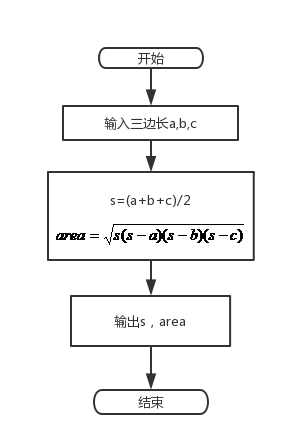 开始
输入三边长a,b,c
s=(a+b+c)/2
area = √s(s−a)(s−b)(s−c)
输出s，area
结束